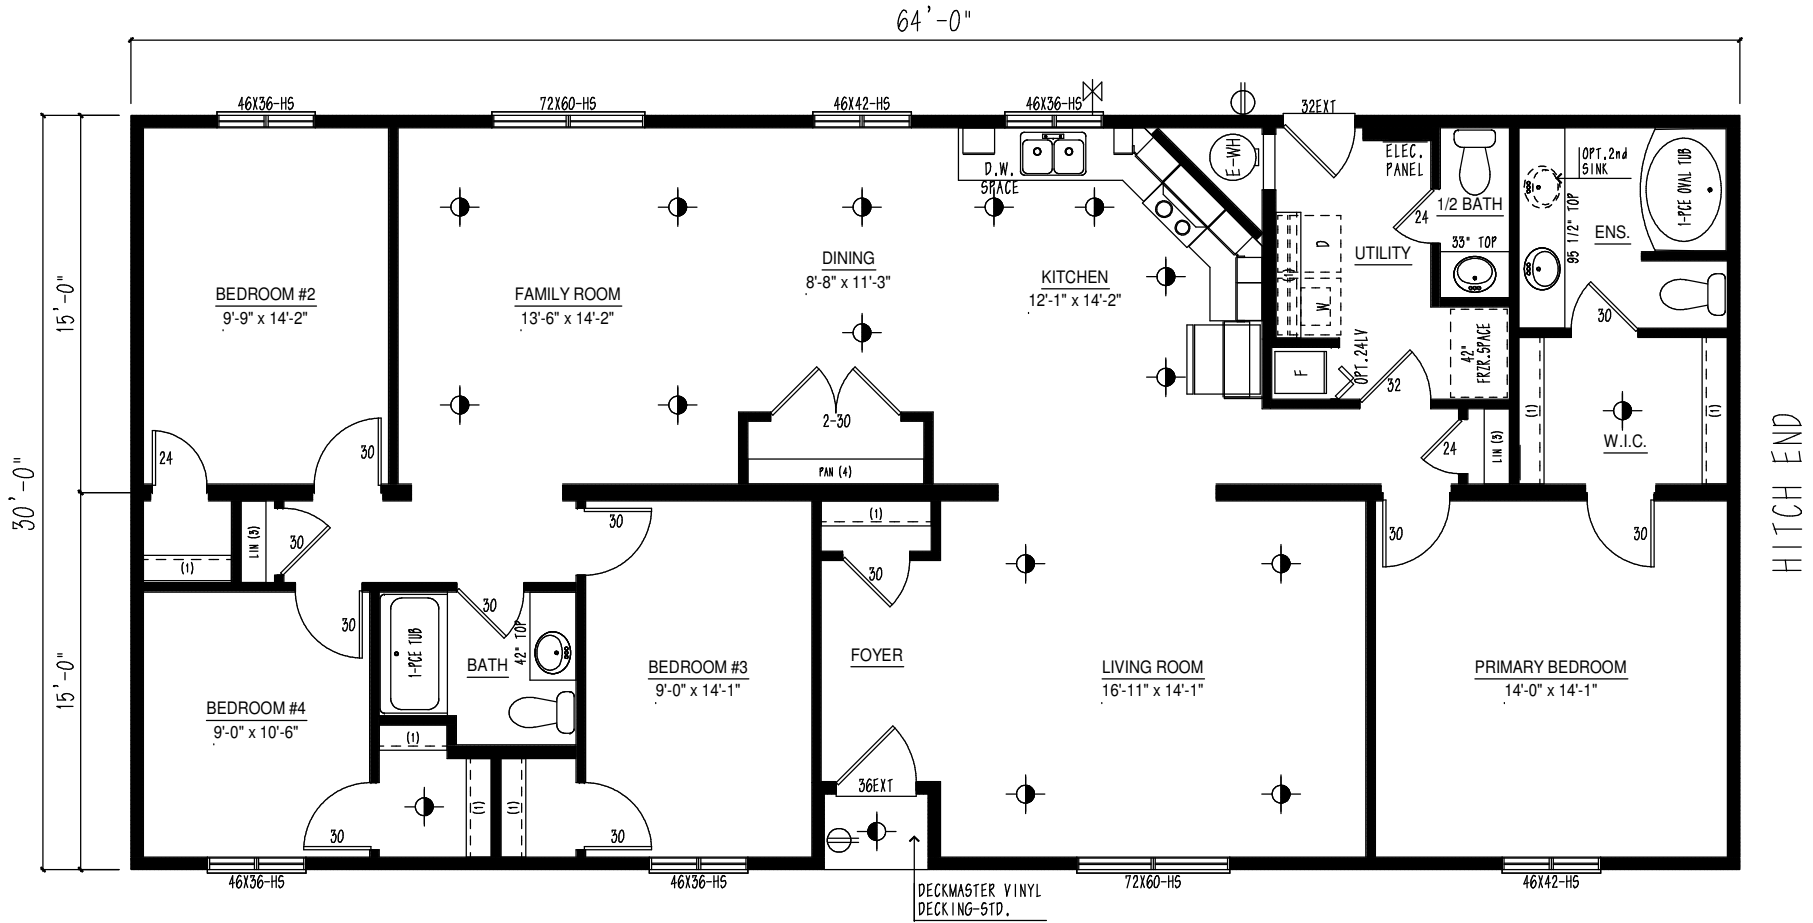 64'-0"
46X36-HS
72X60-HS
46X42-HS
46X36-HS
32EXT
D.W.
SPACE
E-WH
ELEC.
PANEL
1/2 BATH
24
33" TOP
OPT.2nd
SINK
95 1/2" TOP
ENS.
1-PCE OVAL TUB
15'-0"
30'-0"
BEDROOM #2
9'-9" x 14'-2"
FAMILY ROOM
13'-6" x 14'-2"
DINING
8'-8" x 11'-3"
KITCHEN
12'-1" x 14'-2"
UTILITY
D
W
(1)
F
OPT.24LV
32
42"
FRZR.SPACE
30
(1)
(1)
W.I.C.
HITCH END
24
30
2-30
PAN (4)
24
LIN (3)
LIN (3)
30
(1)
30
(1)
30
30
30
30
30
30
15'-0"
1-PCE TUB
BATH
42" TOP
BEDROOM #3
9'-0" x 14'-1"
FOYER
LIVING ROOM
16'-11" x 14'-1"
PRIMARY BEDROOM
14'-0" x 14'-1"
BEDROOM #4
9'-0" x 10'-6"
(1)
(1)
(1)
30
30
36EXT
46X36-HS
46X36-HS
72X60-HS
46X42-HS
DECKMASTER VINYL
DECKING-STD.